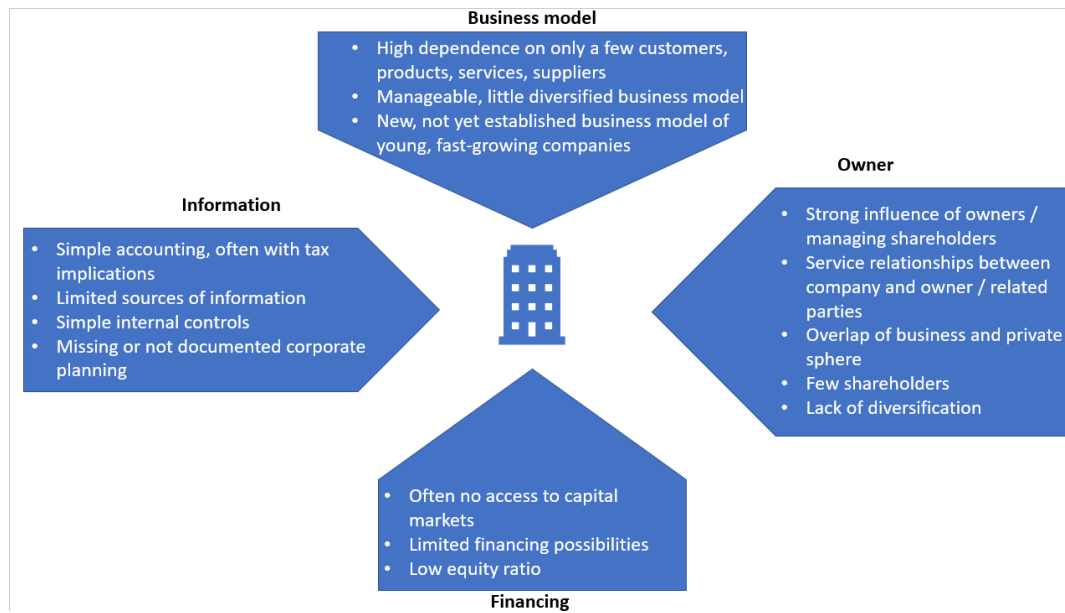 Business model
• High dependence on only a few customers,
products, services, suppliers
• Manageable, little diversified business model
• New, not yet established business model of
young, fast-growing companies
Owner
• Strong influence of owners /
managing shareholders
• Service relationships between
company and owner / related
parties
• Overlap of business and private
sphere
• Few shareholders
• Lack of diversification
Information
• Simple accounting, often with tax
implications
• Limited sources of information
• Simple internal controls
• Missing or not documented corporate
planning
• Often no access to capital
markets
• Limited financing possibilities
• Low equity ratio
Financing